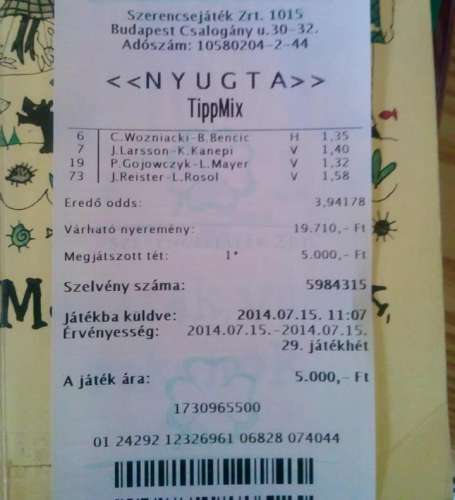 Szerencsejáték Zrt. 1015
Budapest Csalogány u.30-32.
Adószám: 10580204-2-44
<<NYUGTA>>
TippMix
6 C.Wozniacki-B.Bencic H 1,35
7 J.Larsson-K.Kanepi V 1,40
19 P.Gojowczyk-L.Mayer V 1,32
73 J.Reister-L.Rosol V 1,58
Eredő odds: 3,94178
Várható nyeremény: 19.710,- Ft
Megjátszott tét: 1* 5.000,- Ft
Szelvény száma: 5984315
Játékba küldve: 2014.07.15. 11:07
Érvényesség: 2014.07.15.-2014.07.15.
29. játékhét
A játék ára: 5.000,- Ft
1730965500
01 24292 12326961 06828 074044